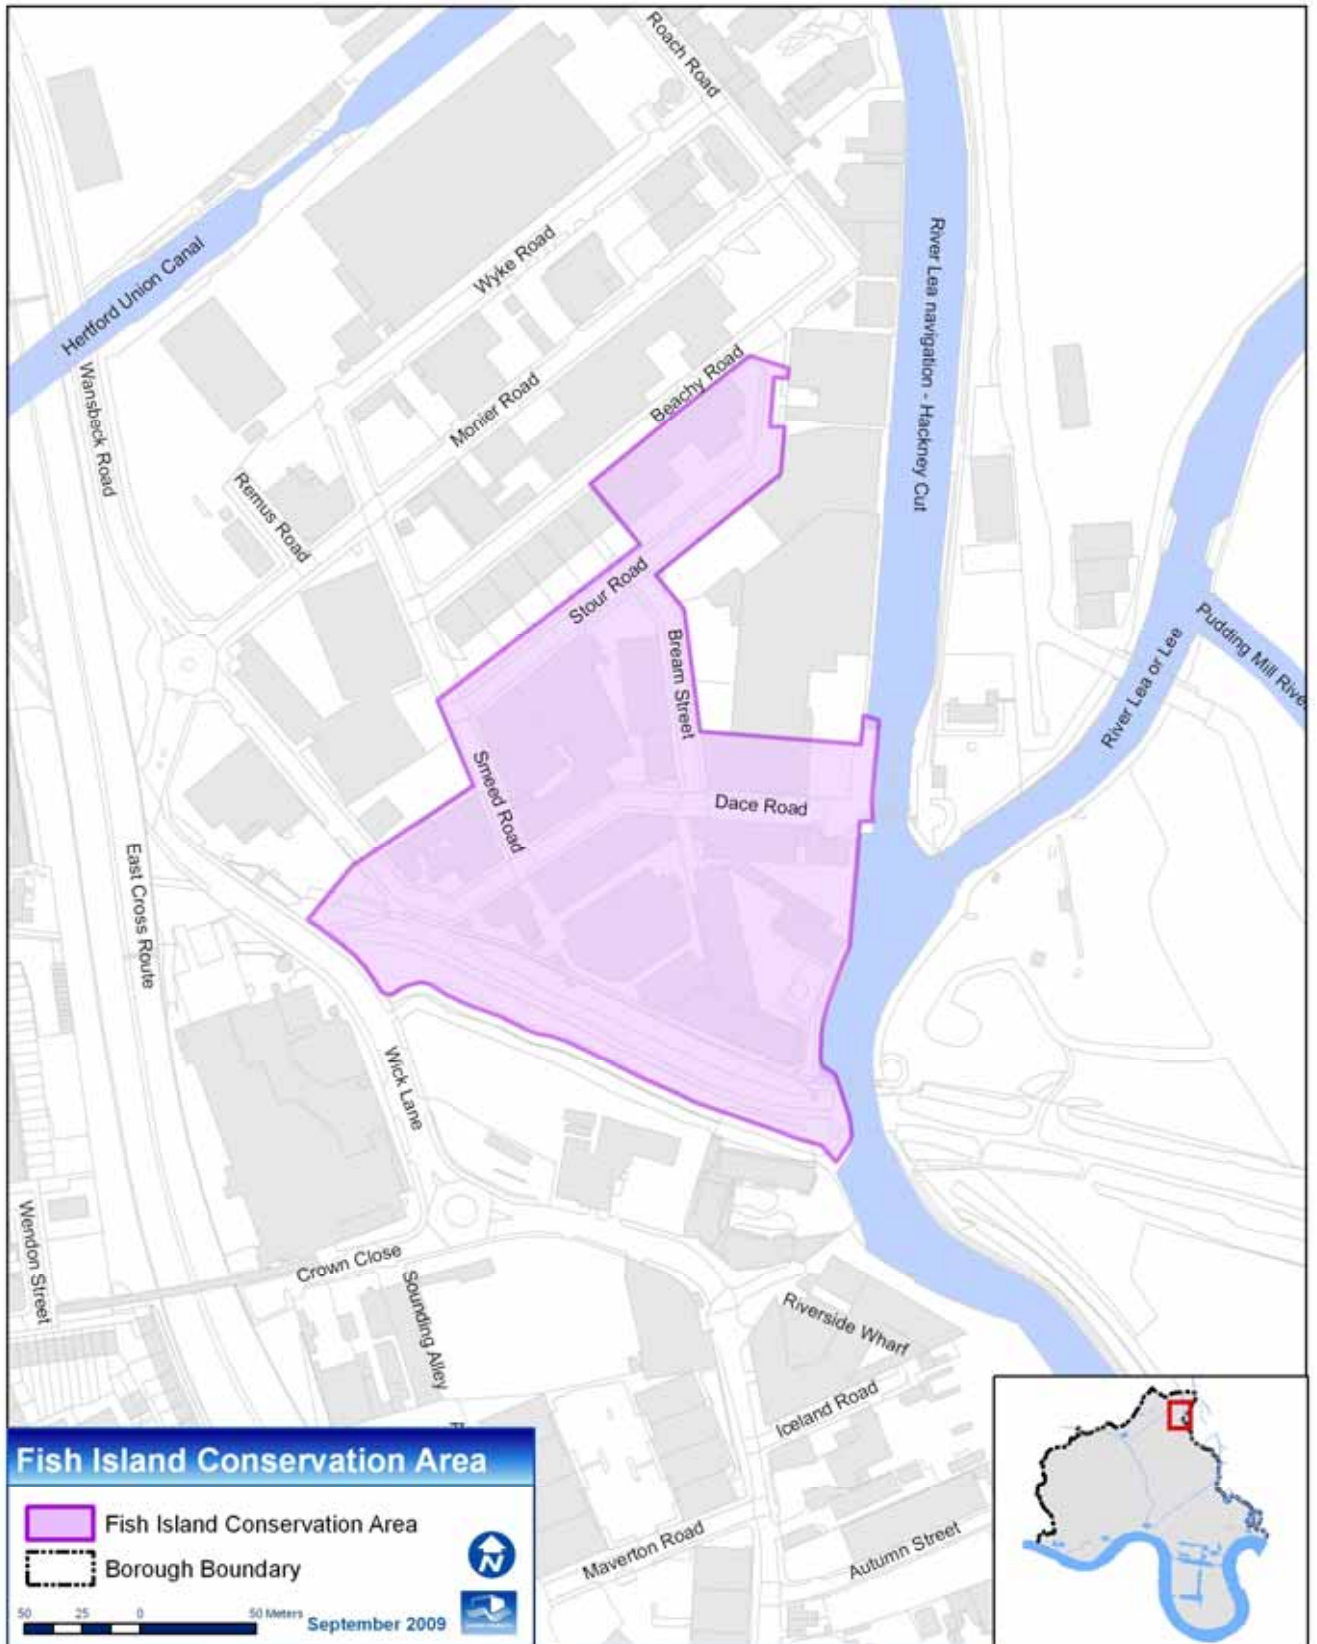 Roach Road
Hertford Union Canal
Wyke Road
River Lea navigation - Hackney Cut
Wansbeck Road
Monier Road
Beachy Road
Remus Road
Stour Road
Bream Street
Pudding Mill River
River Lea or Lee
Smeed Road
Dace Road
East Cross Route
Wick Lane
Wendon Street
Crown Close
Sounding Alley
Riverside Wharf
Iceland Road
Maverton Road
Autumn Street
Fish Island Conservation Area
Fish Island Conservation Area
Borough Boundary
N
50 25 0 50 Meters
September 2009